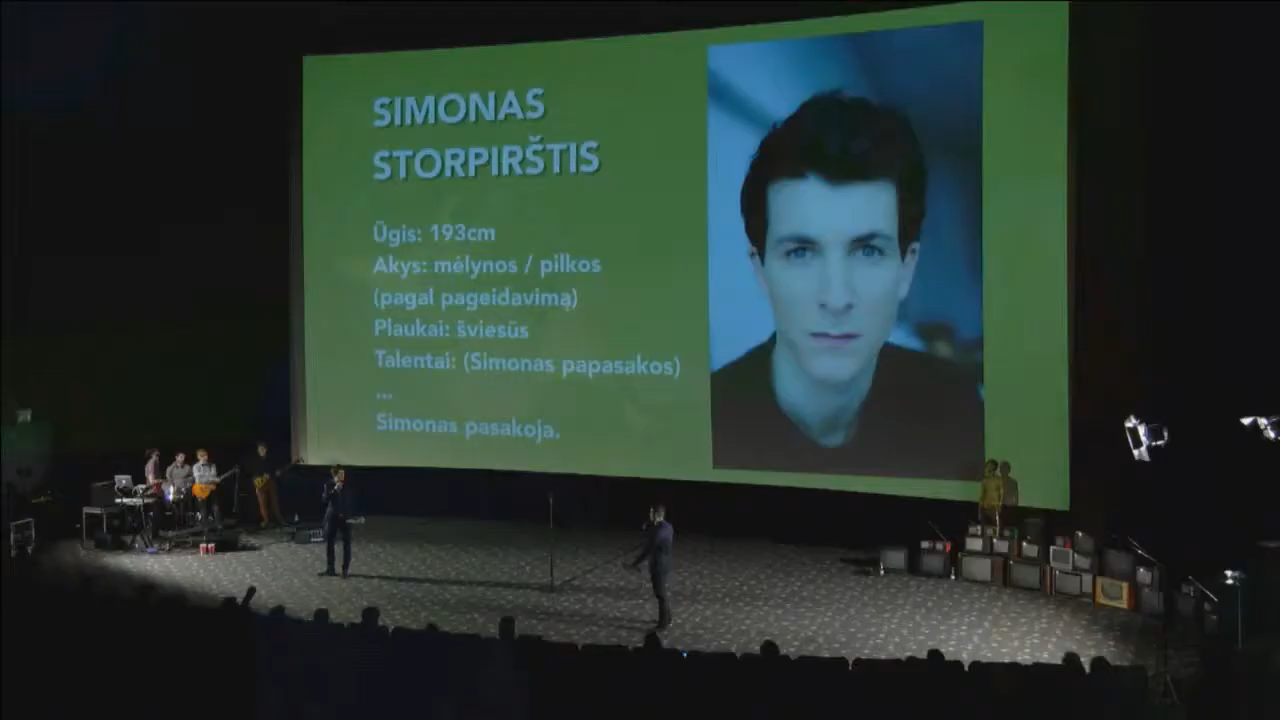 SIMONAS
STORPIRŠTIS
Ūgis: 193cm
Akys: mėlynos / pilkos
(pagal pageidavimą)
Plaukai: šviesūs
Talentai: (Simonas papasakos)
...
Simonas pasakoja.